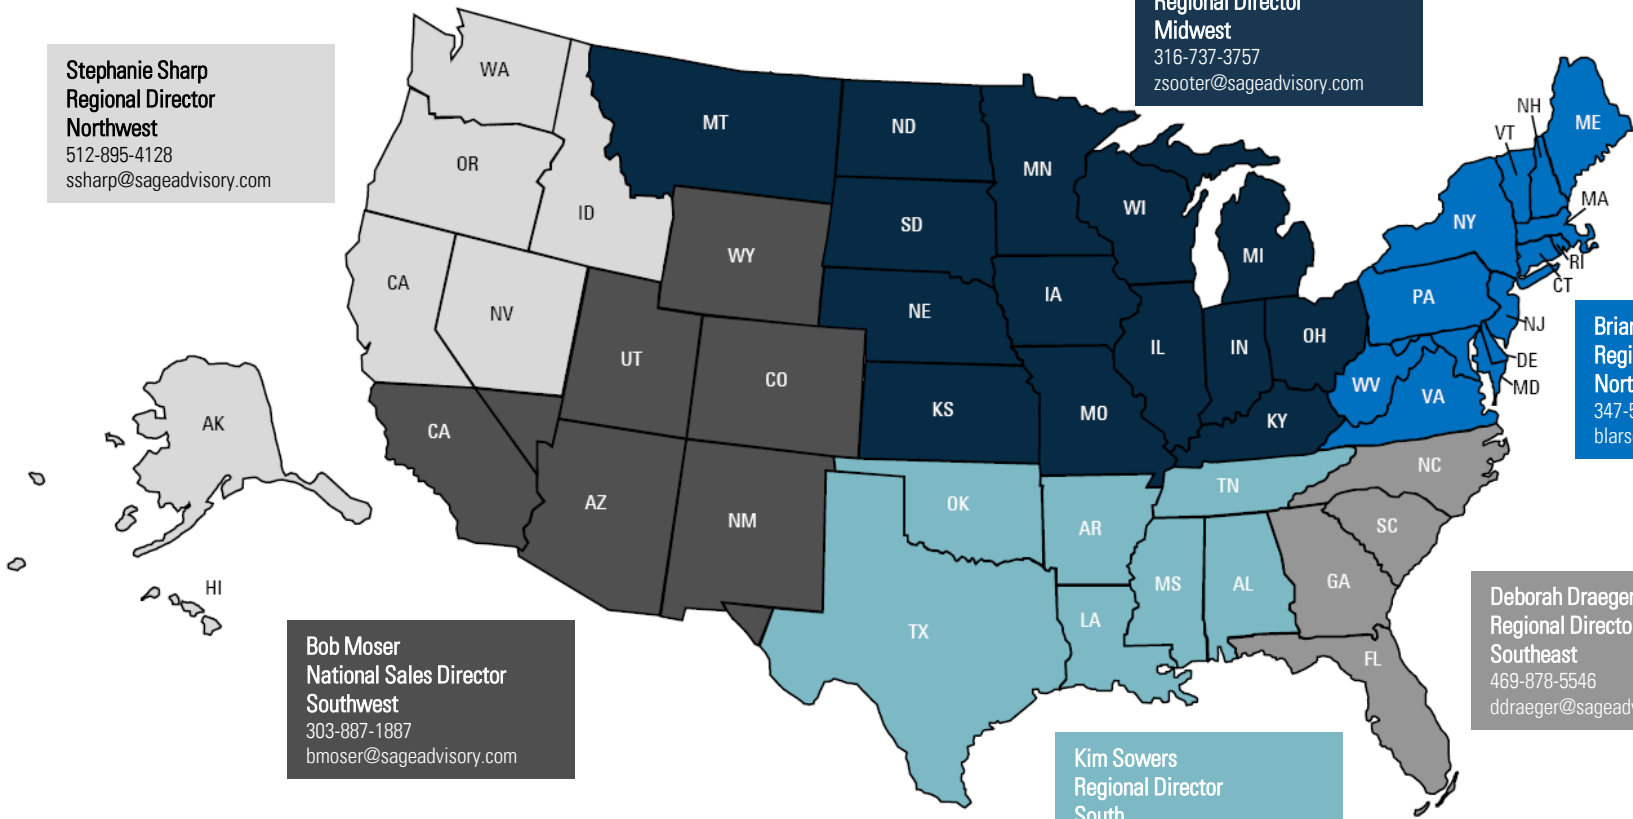 Regional Director
Midwest
316-737-3757
zsooter@sageadvisory.com
Stephanie Sharp
Regional Director
Northwest
512-895-4128
ssharp@sageadvisory.com
WA
OR
ID
CA
NV
AK
HI
MT
ND
SD
NE
KS
MN
IA
MO
WI
IL
IN
MI
OH
KY
WY
UT
CO
CA
AZ
NM
OK
TX
AR
LA
MS
AL
TN
NC
SC
GA
FL
ME
NH
VT
MA
NY
RI
CT
PA
NJ
DE
MD
WV
VA
347-5
Deborah Draeger
Regional
Southeast
469-878-5546
Bob Moser
National Sales Director
Southwest
303-887-1887
bmoser@sageadvisory.com
Kim Sowers
Regional Director
South